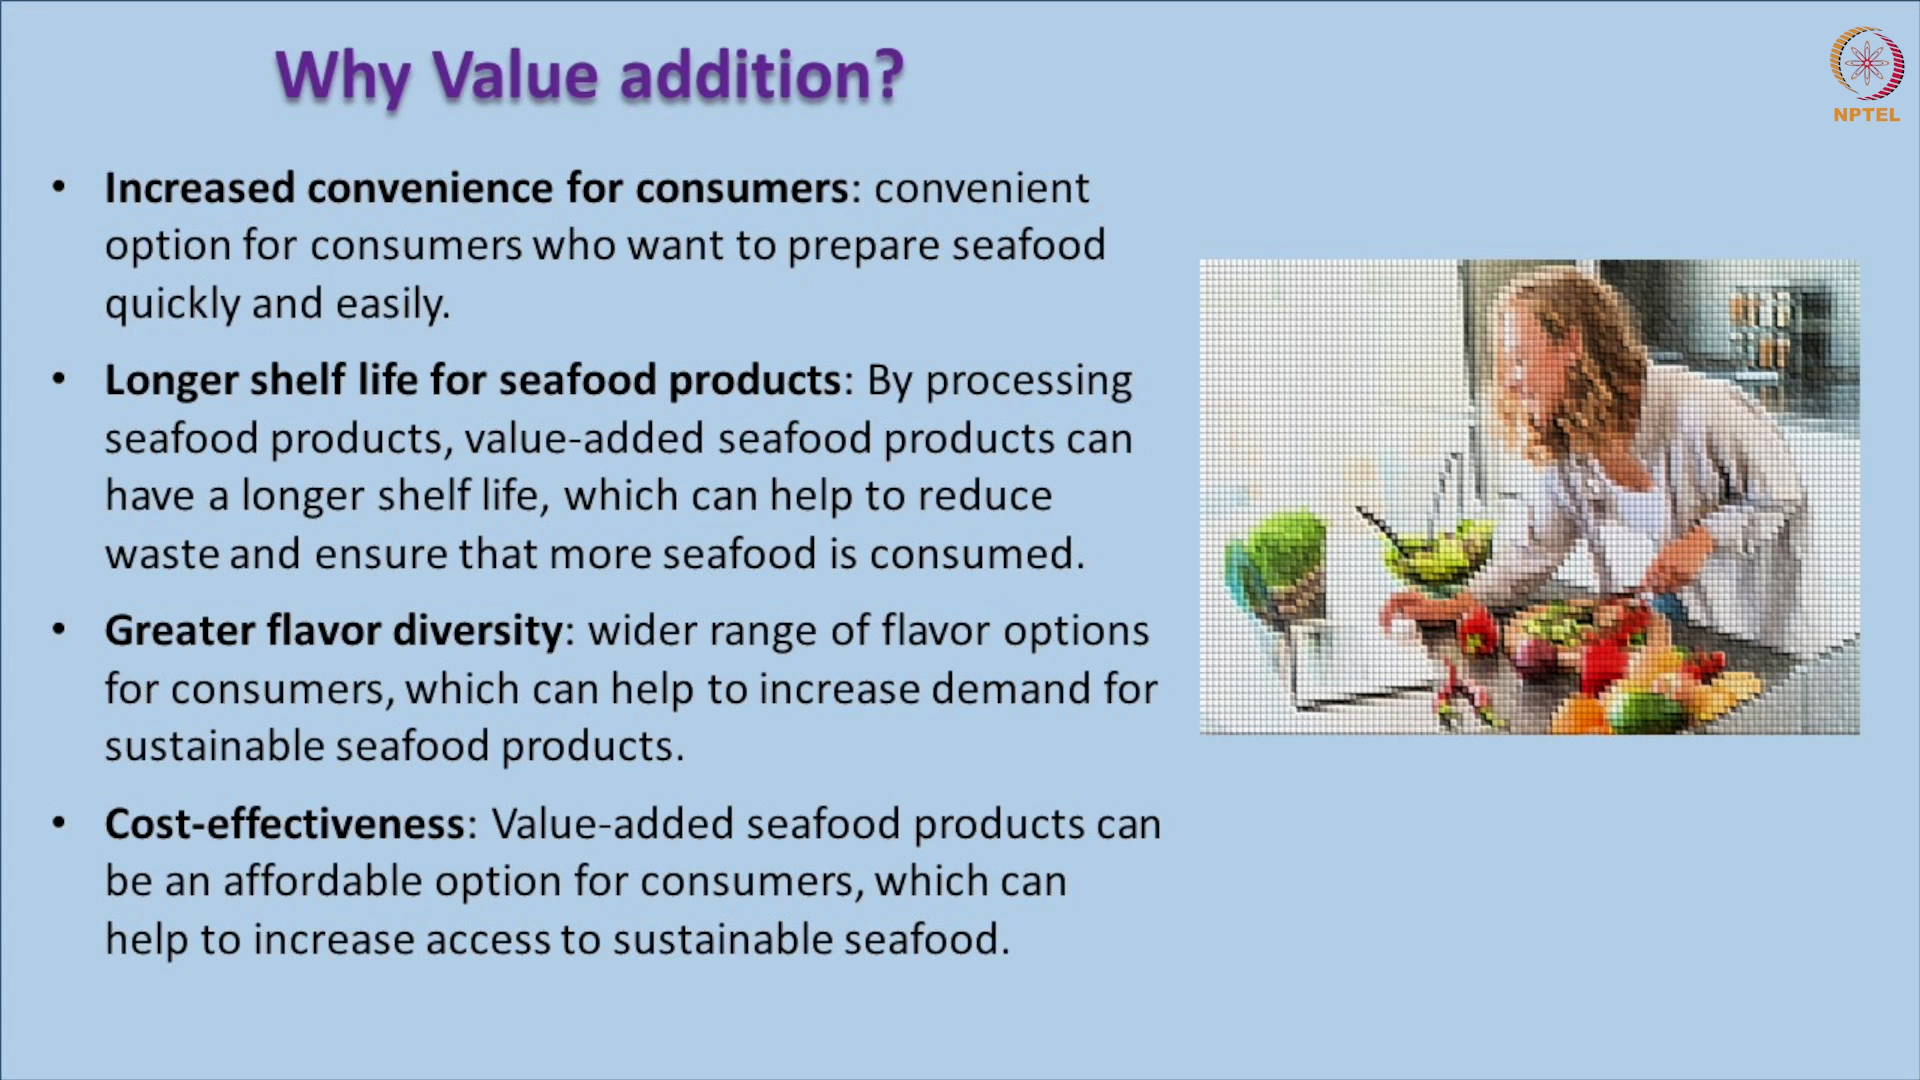 Why Value addition?
NPTEL
• Increased convenience for consumers: convenient
option for consumers who want to prepare seafood
quickly and easily.
• Longer shelf life for seafood products: By processing
seafood products, value-added seafood products can
have a longer shelf life, which can help to reduce
waste and ensure that more seafood is consumed.
• Greater flavor diversity: wider range of flavor options
for consumers, which can help to increase demand for
sustainable seafood products.
• Cost-effectiveness: Value-added seafood products can
be an affordable option for consumers, which can
help to increase access to sustainable seafood.